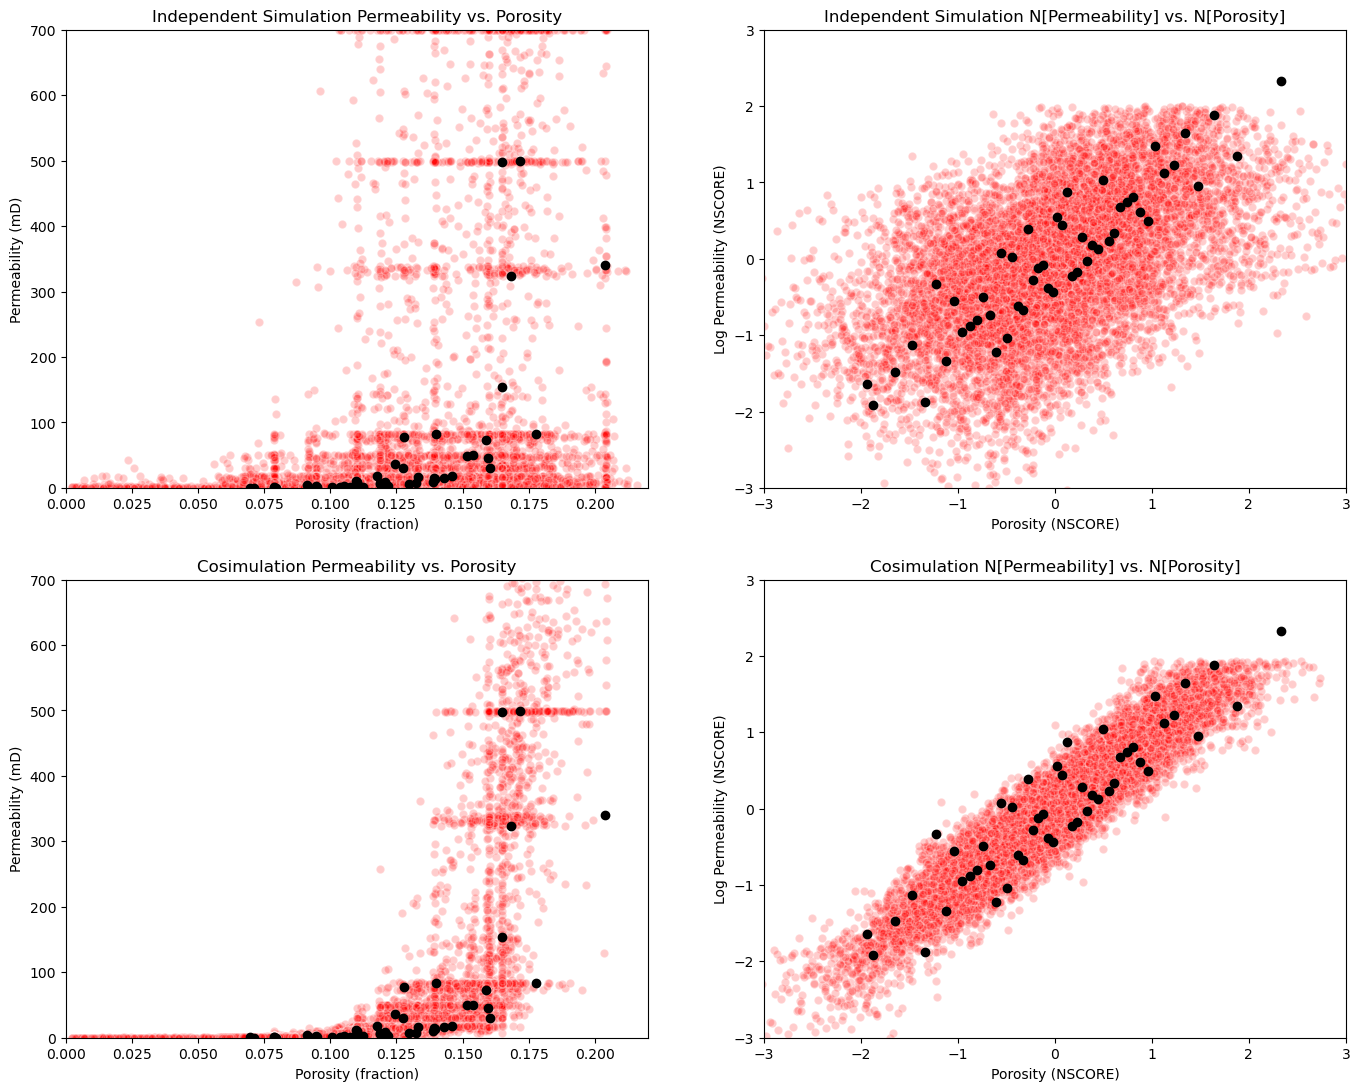 Independent Simulation Permeability vs. Porosity
700
600
500
400
300
200
100
0
Permeability (mD)
0.000 0.025 0.050 0.075 0.100 0.125 0.150 0.175 0.200
Porosity (fraction)
Independent Simulation N[Permeability] vs. N[Porosity]
3
2
1
0
−1
−2
−3
Log Permeability (NSCORE)
−3 −2 −1 0 1 2 3
Porosity (NSCORE)
Cosimulation Permeability vs. Porosity
700
600
500
400
300
200
100
0
Permeability (mD)
0.000 0.025 0.050 0.075 0.100 0.125 0.150 0.175 0.200
Porosity (fraction)
Cosimulation N[Permeability] vs. N[Porosity]
3
2
1
0
−1
−2
−3
Log Permeability (NSCORE)
−3 −2 −1 0 1 2 3
Porosity (NSCORE)